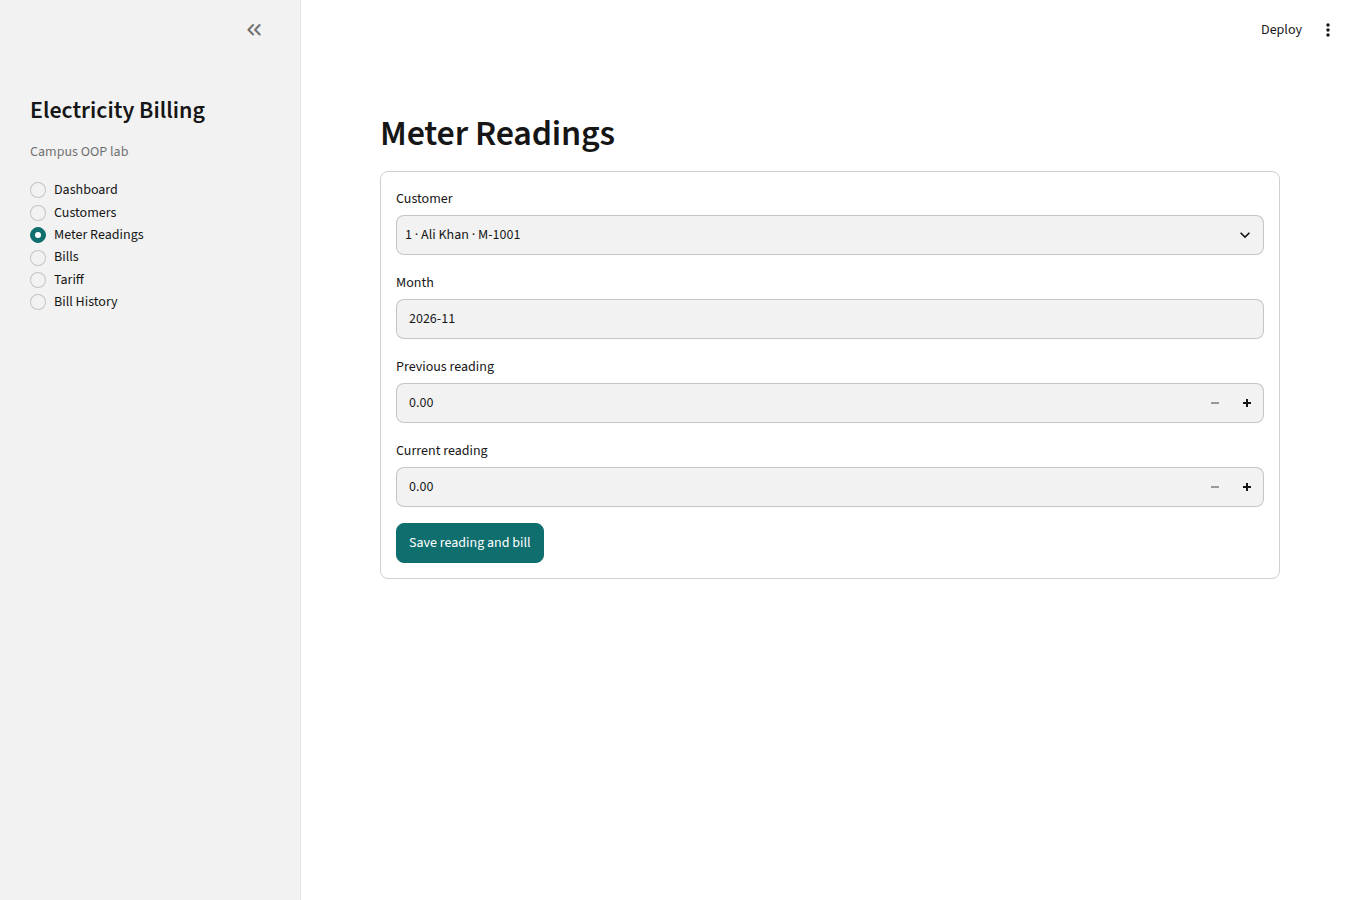 Deploy
Electricity Billing
Campus OOP lab
Dashboard
Customers
Meter Readings
Bills
Tariff
Bill History
Meter Readings
Customer
1 · Ali Khan · M-1001
Month
2026-11
Previous reading
0.00
Current reading
0.00
Save reading and bill